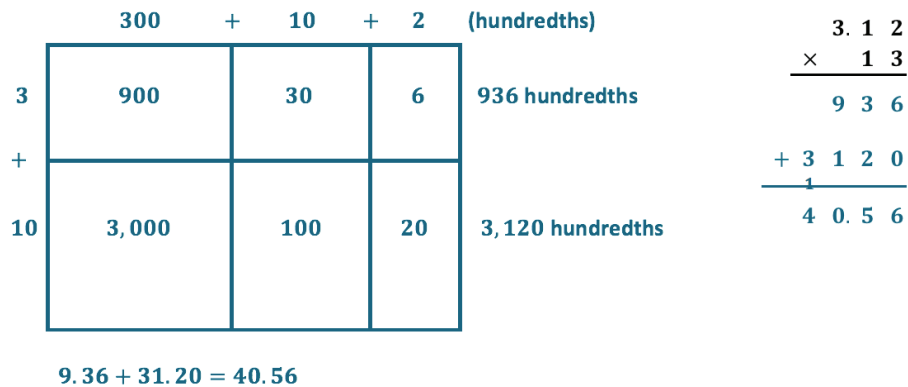 300 + 10 + 2 (hundredths)
3 900 30 6 936 hundredths
+
10 3,000 100 20 3,120 hundredths
9.36 + 31.20 = 40.56
3.12
× 13
936
+ 3120
1
40.56